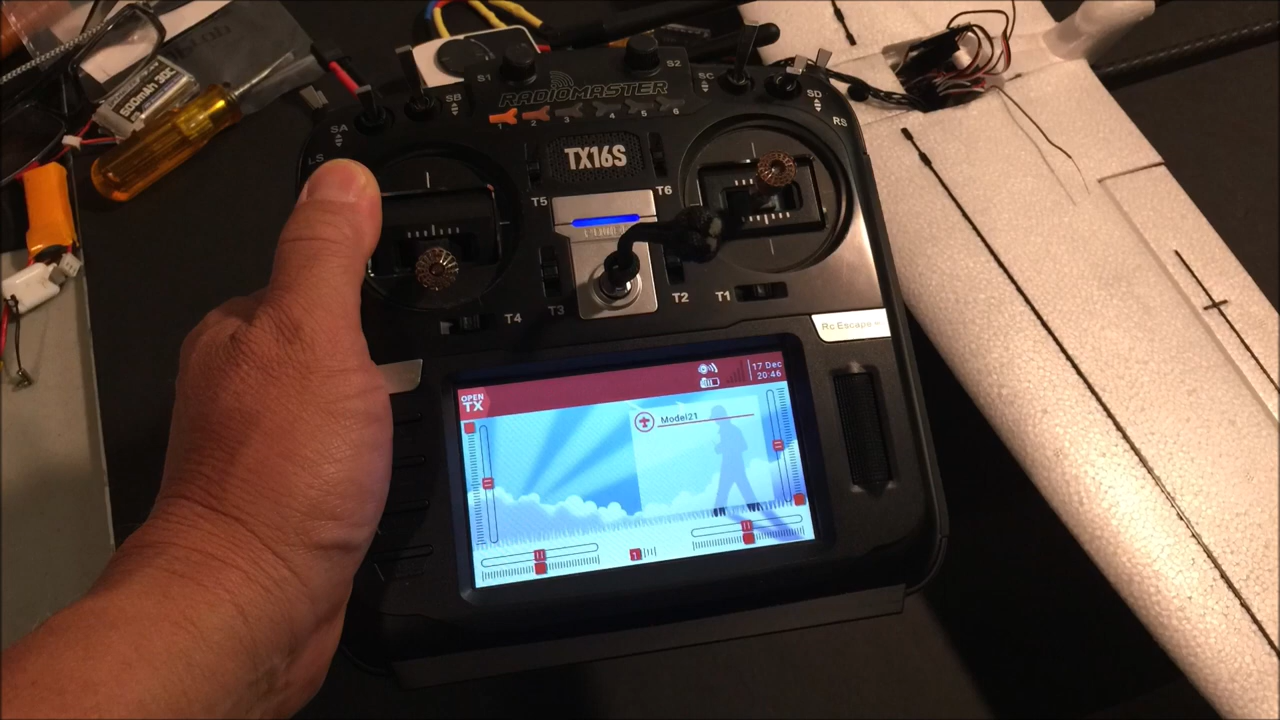 500mAh 30C
S1
S2
SC
SB
RADIOMASTER
SD
1 2 3 4 5 6
RS
SA
LS
TX16S
T5
T6
T4
T3
T2
T1
Rc Escape
17 Dec
20:46
OPEN
TX
Model21
1